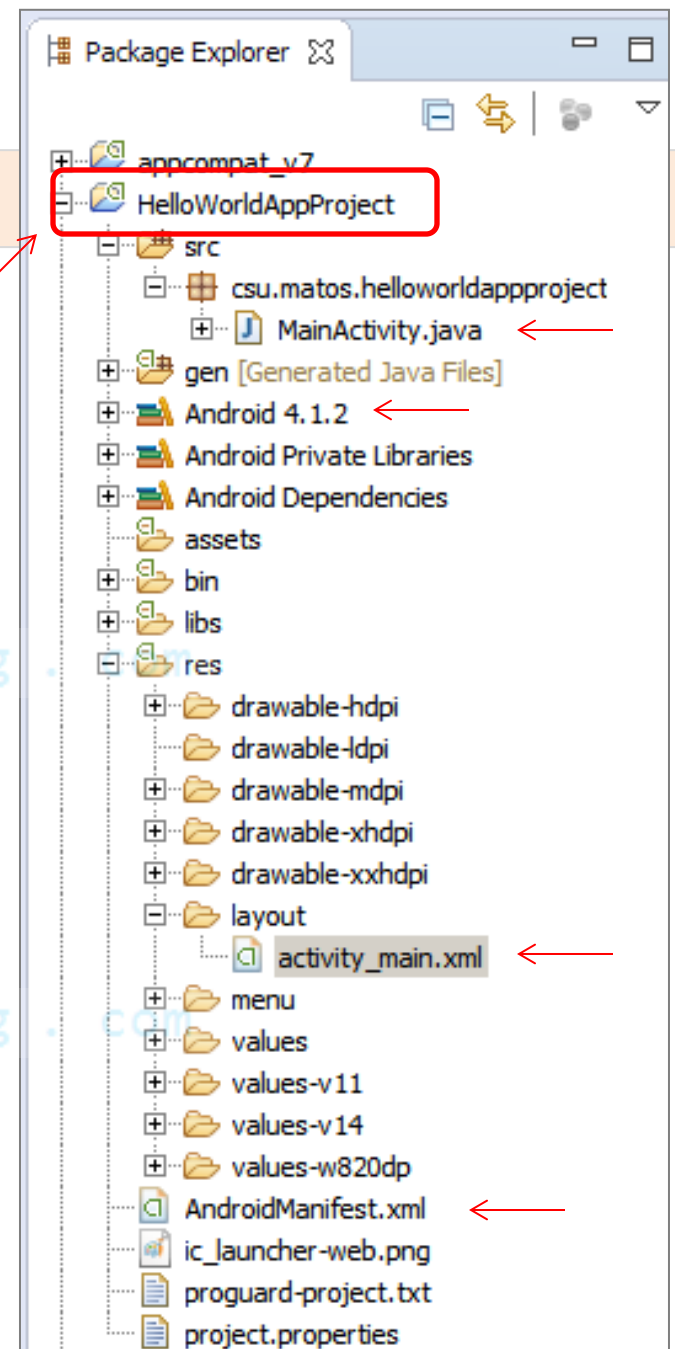 Package Explorer
appcompat_v7
HelloWorldAppProject
src
csu.matos.helloworldappproject
MainActivity.java
gen [Generated Java Files]
Android 4.1.2
Android Private Libraries
Android Dependencies
assets
bin
libs
g . com
res
drawable-hdpi
drawable-ldpi
drawable-mdpi
drawable-xhdpi
drawable-xxhdpi
layout
activity_main.xml
menu
g . com
values
values-v11
values-v14
values-w820dp
AndroidManifest.xml
ic_launcher-web.png
proguard-project.txt
project.properties